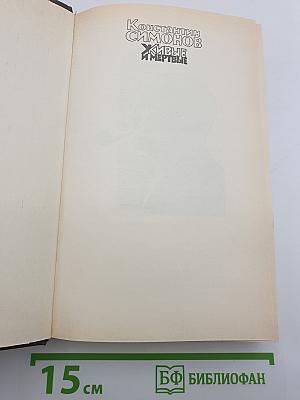 КОНСТАНТИН
СИМОНОВ
ЖИВЫЕ
И МЕРТВЫЕ
15 см
БФ БИБЛИОФАН